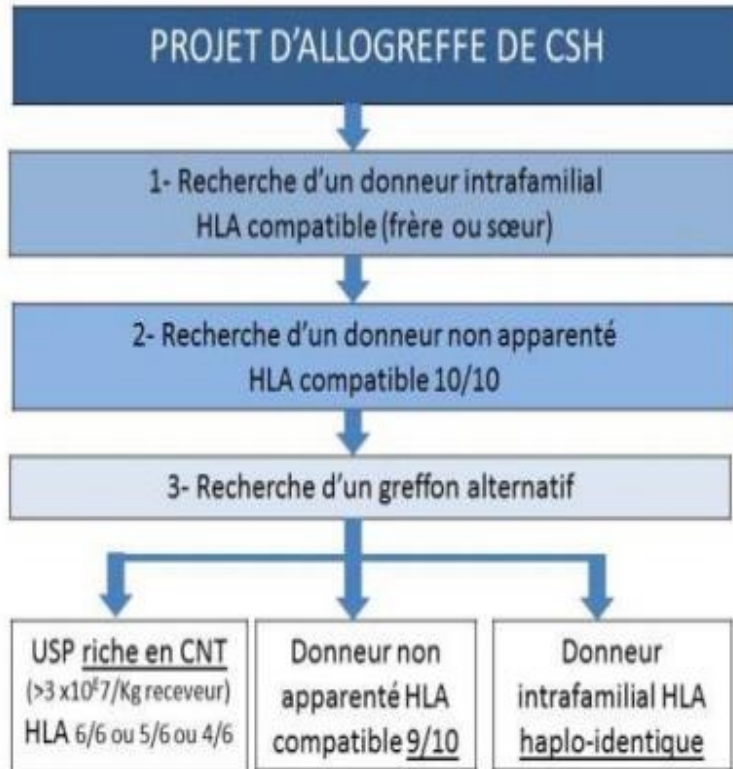 PROJET D'ALLOGREFFE DE CSH
1- Recherche d'un donneur intrafamilial
HLA compatible (frère ou sœur)
2- Recherche d'un donneur non apparenté
HLA compatible 10/10
3- Recherche d'un greffon alternatif
USP riche en CNT
(>3 x10ᴱ7/Kg receveur)
HLA 6/6 ou 5/6 ou 4/6
Donneur non
apparenté HLA
compatible 9/10
Donneur
intrafamilial HLA
haplo-identique